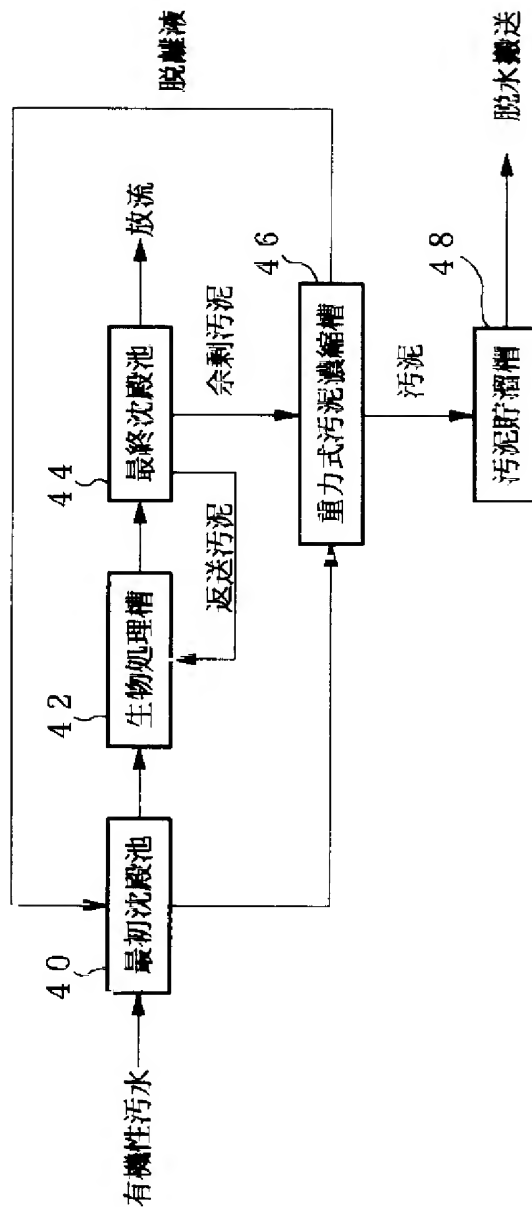 脱離液
有機性汚水
40
最初沈殿池
42
生物処理槽
44
最終沈殿池
放流
返送汚泥
余剰汚泥
46
重力式汚泥濃縮槽
汚泥
48
汚泥貯溜槽
脱水搬送